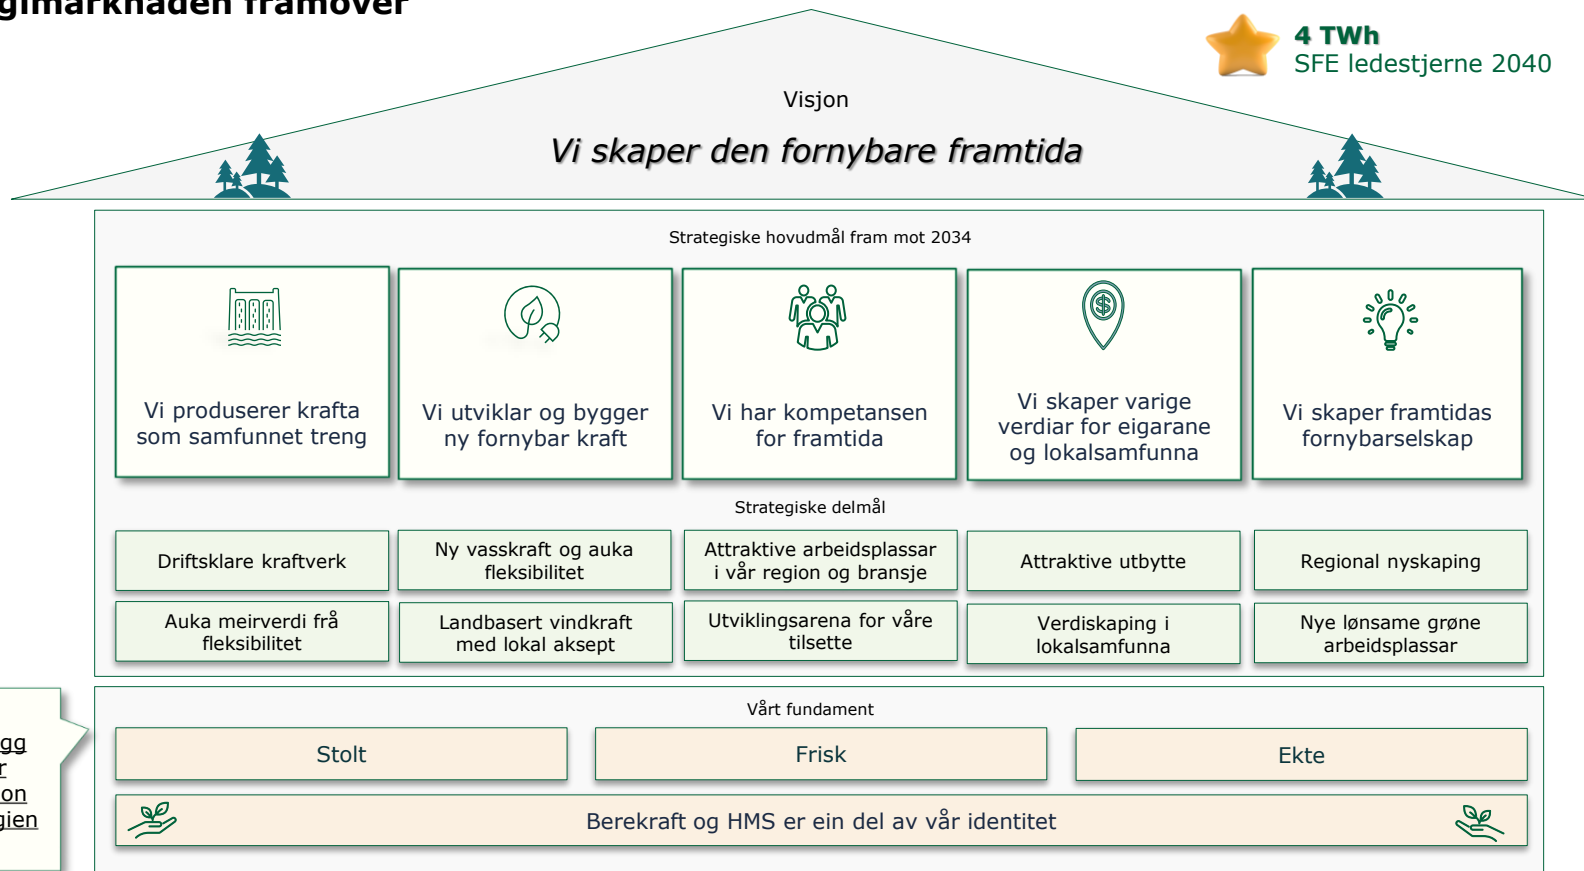 gimarknaden framover
4 TWh
SFE ledestjerne 2040
Visjon
Vi skaper den fornybare framtida
Strategiske hovudmål fram mot 2034
Vi produserer krafta
som samfunnet treng
Vi utviklar og bygger
ny fornybar kraft
Vi har kompetansen
for framtida
Vi skaper varige
verdiar for eigarane
og lokalsamfunna
Vi skaper framtidas
fornybarselskap
Strategiske delmål
Driftsklare kraftverk
Ny vasskraft og auka
fleksibilitet
Attraktive arbeidsplassar
i vår region og bransje
Attraktive utbytte
Regional nyskaping
Auka meirverdi frå
fleksibilitet
Landbasert vindkraft
med lokal aksept
Utviklingsarena for våre
tilsette
Verdiskaping i
lokalsamfunna
Nye lønsame grøne
arbeidsplassar
Vårt fundament
Stolt
Frisk
Ekte
Berekraft og HMS er ein del av vår identitet
gg
r
on
gien